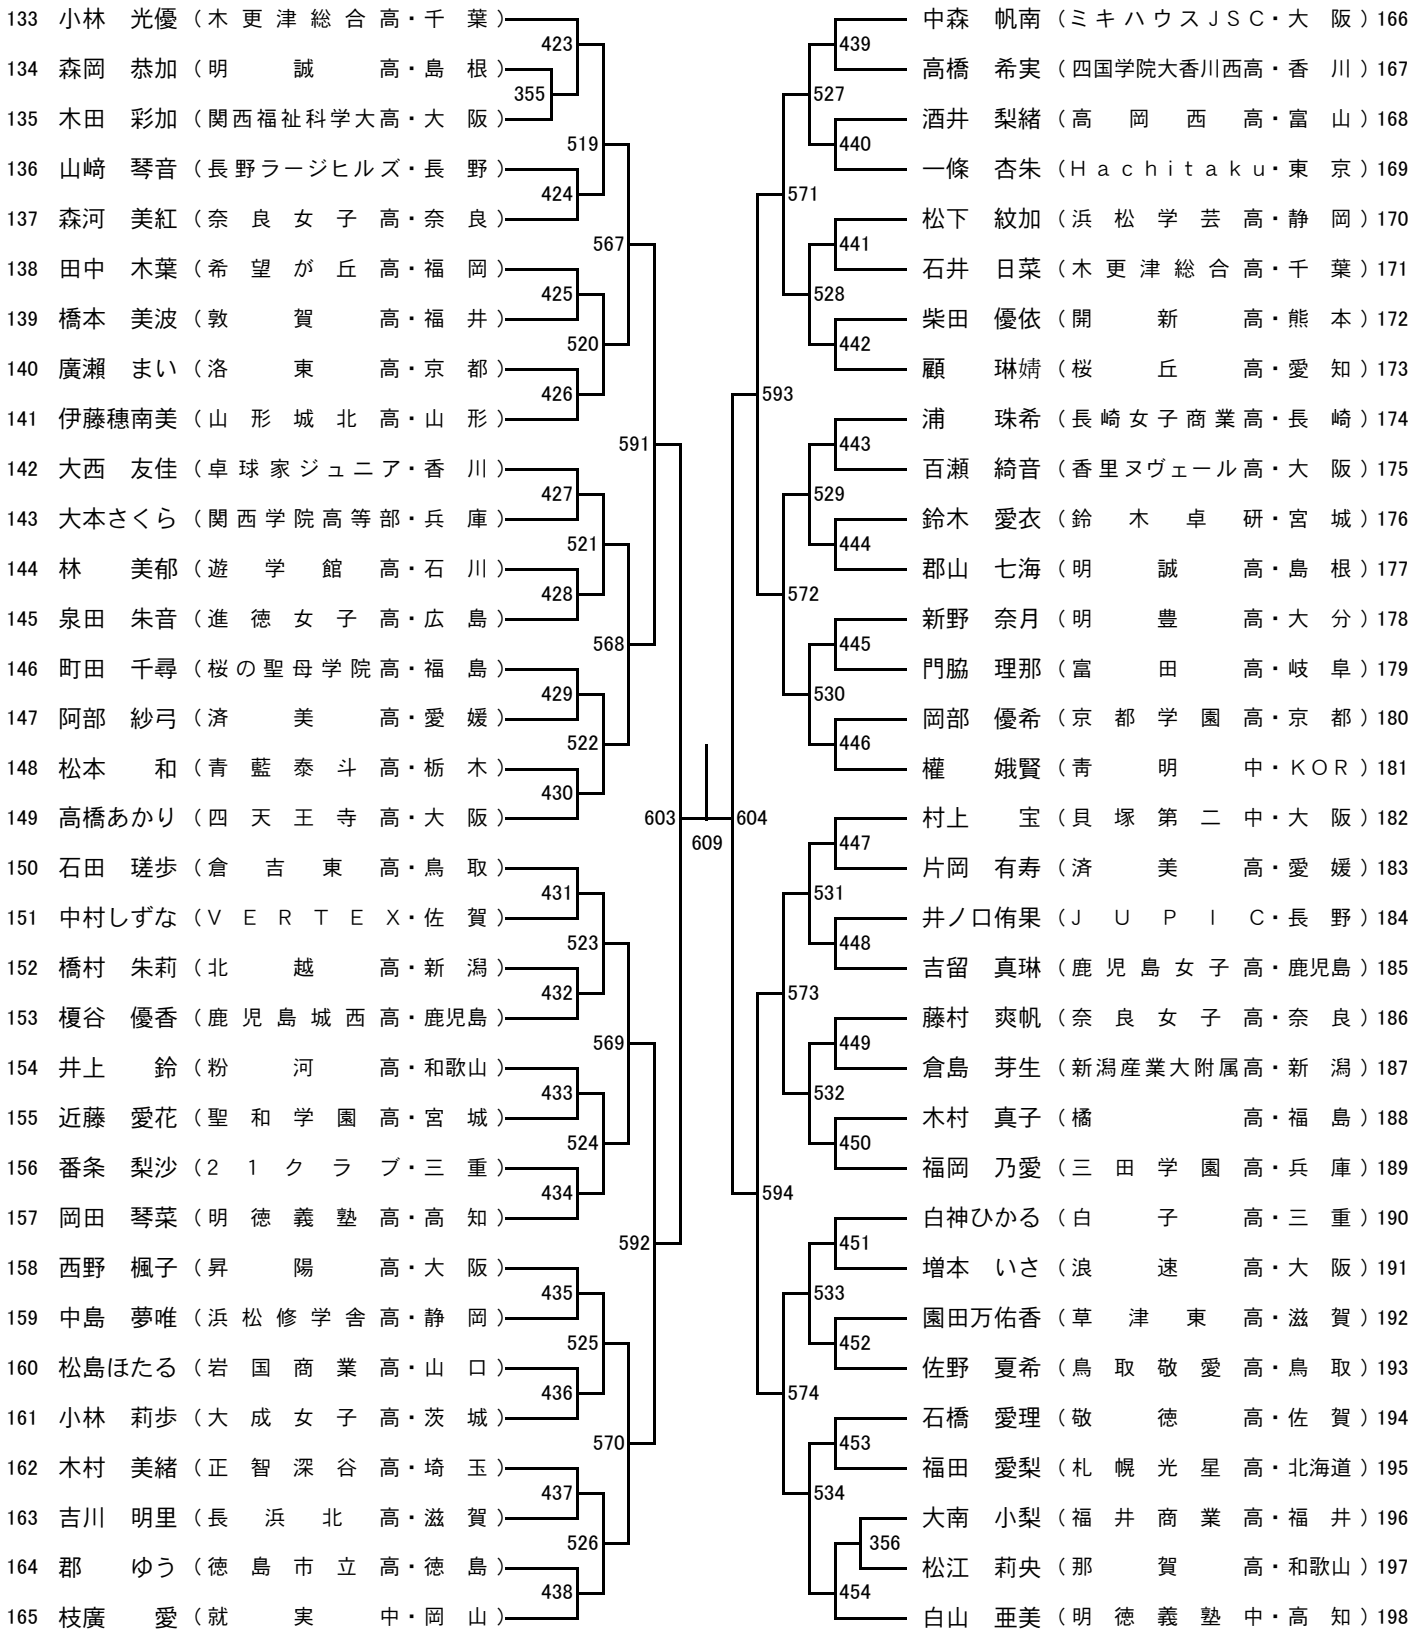 133 小林 光優 (木更津総合高・千葉)
134 森岡 恭加 (明誠高・島根)
135 木田 彩加 (関西福祉科学大高・大阪)
136 山﨑 琴音 (長野ラージヒルズ・長野)
137 森河 美紅 (奈良女子高・奈良)
138 田中 木葉 (希望が丘高・福岡)
139 橋本 美波 (敦賀高・福井)
140 廣瀬 まい (洛東高・京都)
141 伊藤穂南美 (山形城北高・山形)
142 大西 友佳 (卓球家ジュニア・香川)
143 大本さくら (関西学院高等部・兵庫)
144 林 美郁 (遊学館高・石川)
145 泉田 朱音 (進徳女子高・広島)
146 町田 千尋 (桜の聖母学院高・福島)
147 阿部 紗弓 (済美高・愛媛)
148 松本 和 (青藍泰斗高・栃木)
149 高橋あかり (四天王寺高・大阪)
150 石田 瑳歩 (倉吉東高・鳥取)
151 中村しずな (VERTEX・佐賀)
152 橋村 朱莉 (北越高・新潟)
153 榎谷 優香 (鹿児島城西高・鹿児島)
154 井上 鈴 (粉河高・和歌山)
155 近藤 愛花 (聖和学園高・宮城)
156 番条 梨沙 (21クラブ・三重)
157 岡田 琴菜 (明徳義塾高・高知)
158 西野 楓子 (昇陽高・大阪)
159 中島 夢唯 (浜松修学舎高・静岡)
160 松島ほたる (岩国商業高・山口)
161 小林 莉歩 (大成女子高・茨城)
162 木村 美緒 (正智深谷高・埼玉)
163 吉川 明里 (長浜北高・滋賀)
164 郡 ゆう (徳島市立高・徳島)
165 枝廣 愛 (就実中・岡山)
423
355
519
424
567
425
520
426
591
427
521
428
568
429
522
430
603
431
523
432
569
433
524
434
592
435
525
436
570
437
526
438
609
604
439
527
440
571
441
528
442
593
443
529
444
572
445
530
446
447
531
448
573
449
532
450
594
451
533
452
574
453
534
356
454
中森 帆南 (ミキハウスJSC・大阪) 166
高橋 希実 (四国学院大香川西高・香川) 167
酒井 梨緒 (高岡西高・富山) 168
一條 杏朱 (Hachitaku・東京) 169
松下 紋加 (浜松学芸高・静岡) 170
石井 日菜 (木更津総合高・千葉) 171
柴田 優依 (開新高・熊本) 172
顧 琳婧 (桜丘高・愛知) 173
浦 珠希 (長崎女子商業高・長崎) 174
百瀬 綺音 (香里ヌヴェール高・大阪) 175
鈴木 愛衣 (鈴木卓研・宮城) 176
郡山 七海 (明誠高・島根) 177
新野 奈月 (明豊高・大分) 178
門脇 理那 (富田高・岐阜) 179
岡部 優希 (京都学園高・京都) 180
權 娥賢 (靑明中・KOR) 181
村上 宝 (貝塚第二中・大阪) 182
片岡 有寿 (済美高・愛媛) 183
井ノ口侑果 (JUPIC・長野) 184
吉留 真琳 (鹿児島女子高・鹿児島) 185
藤村 爽帆 (奈良女子高・奈良) 186
倉島 芽生 (新潟産業大附属高・新潟) 187
木村 真子 (橘高・福島) 188
福岡 乃愛 (三田学園高・兵庫) 189
白神ひかる (白子高・三重) 190
増本 いさ (浪速高・大阪) 191
園田万佑香 (草津東高・滋賀) 192
佐野 夏希 (鳥取敬愛高・鳥取) 193
石橋 愛理 (敬徳高・佐賀) 194
福田 愛梨 (札幌光星高・北海道) 195
大南 小梨 (福井商業高・福井) 196
松江 莉央 (那賀高・和歌山) 197
白山 亜美 (明徳義塾中・高知) 198